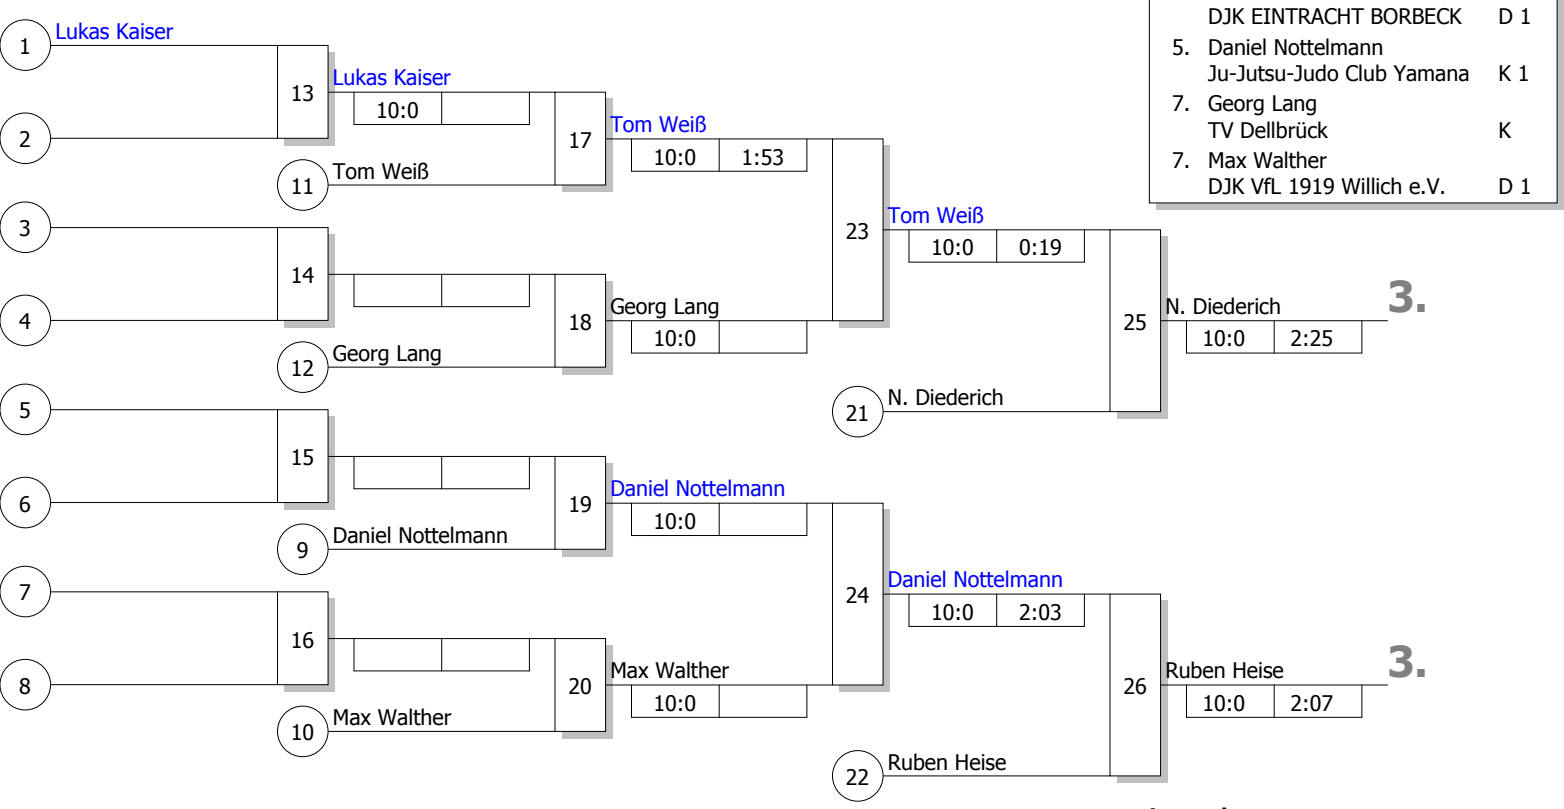 DJK EINTRACHT BORBECK D 1
5. Daniel Nottelmann
Ju-Jutsu-Judo Club Yamana K 1
7. Georg Lang
TV Dellbrück K
7. Max Walther
DJK VfL 1919 Willich e.V. D 1
1 Lukas Kaiser
13 Lukas Kaiser
10:0
2
17 Tom Weiß
10:0 1:53
11 Tom Weiß
3
23 Tom Weiß
10:0 0:19
14
4
18 Georg Lang
10:0
12 Georg Lang
25 N. Diederich 3.
10:0 2:25
21 N. Diederich
5
15
6
19 Daniel Nottelmann
10:0
9 Daniel Nottelmann
7
24 Daniel Nottelmann
10:0 2:03
16
8
20 Max Walther
10:0
10 Max Walther
26 Ruben Heise 3.
10:0 2:07
22 Ruben Heise